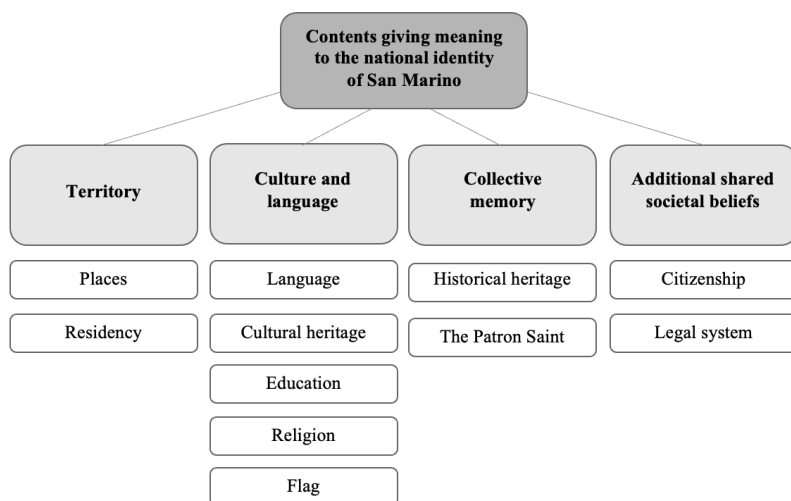 Contents giving meaning
to the national identity
of San Marino
Territory
Culture and
language
Collective
memory
Additional shared
societal beliefs
Places
Language
Historical heritage
Citizenship
Residency
Cultural heritage
The Patron Saint
Legal system
Education
Religion
Flag